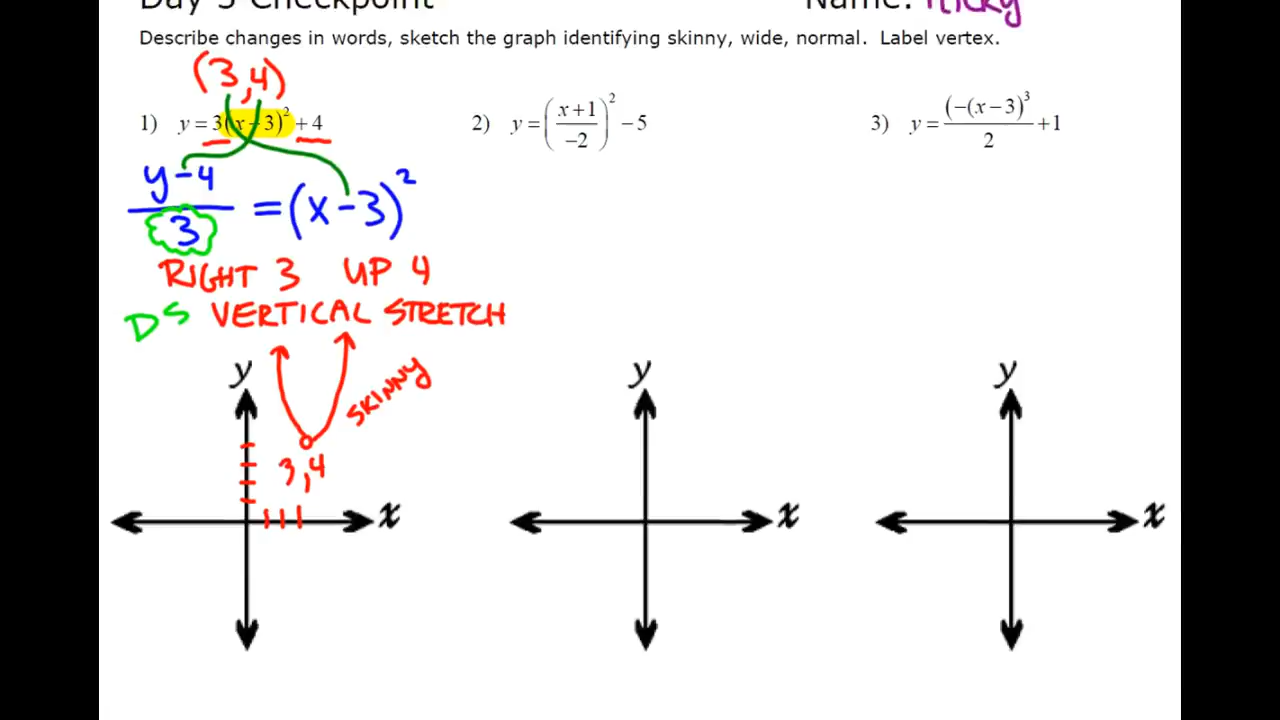 Day 3 Checkpoint Name: Ricky
Describe changes in words, sketch the graph identifying skinny, wide, normal. Label vertex.
(3,4)
1) y = 3(x − 3)² + 4
2) y = ((x + 1)/−2)² − 5
3) y = (−(x − 3)³/2 + 1
(y − 4)/3 = (x − 3)²
RIGHT 3 UP 4
DS VERTICAL STRETCH
SKINNY
y
3,4
x
y
x
y
x